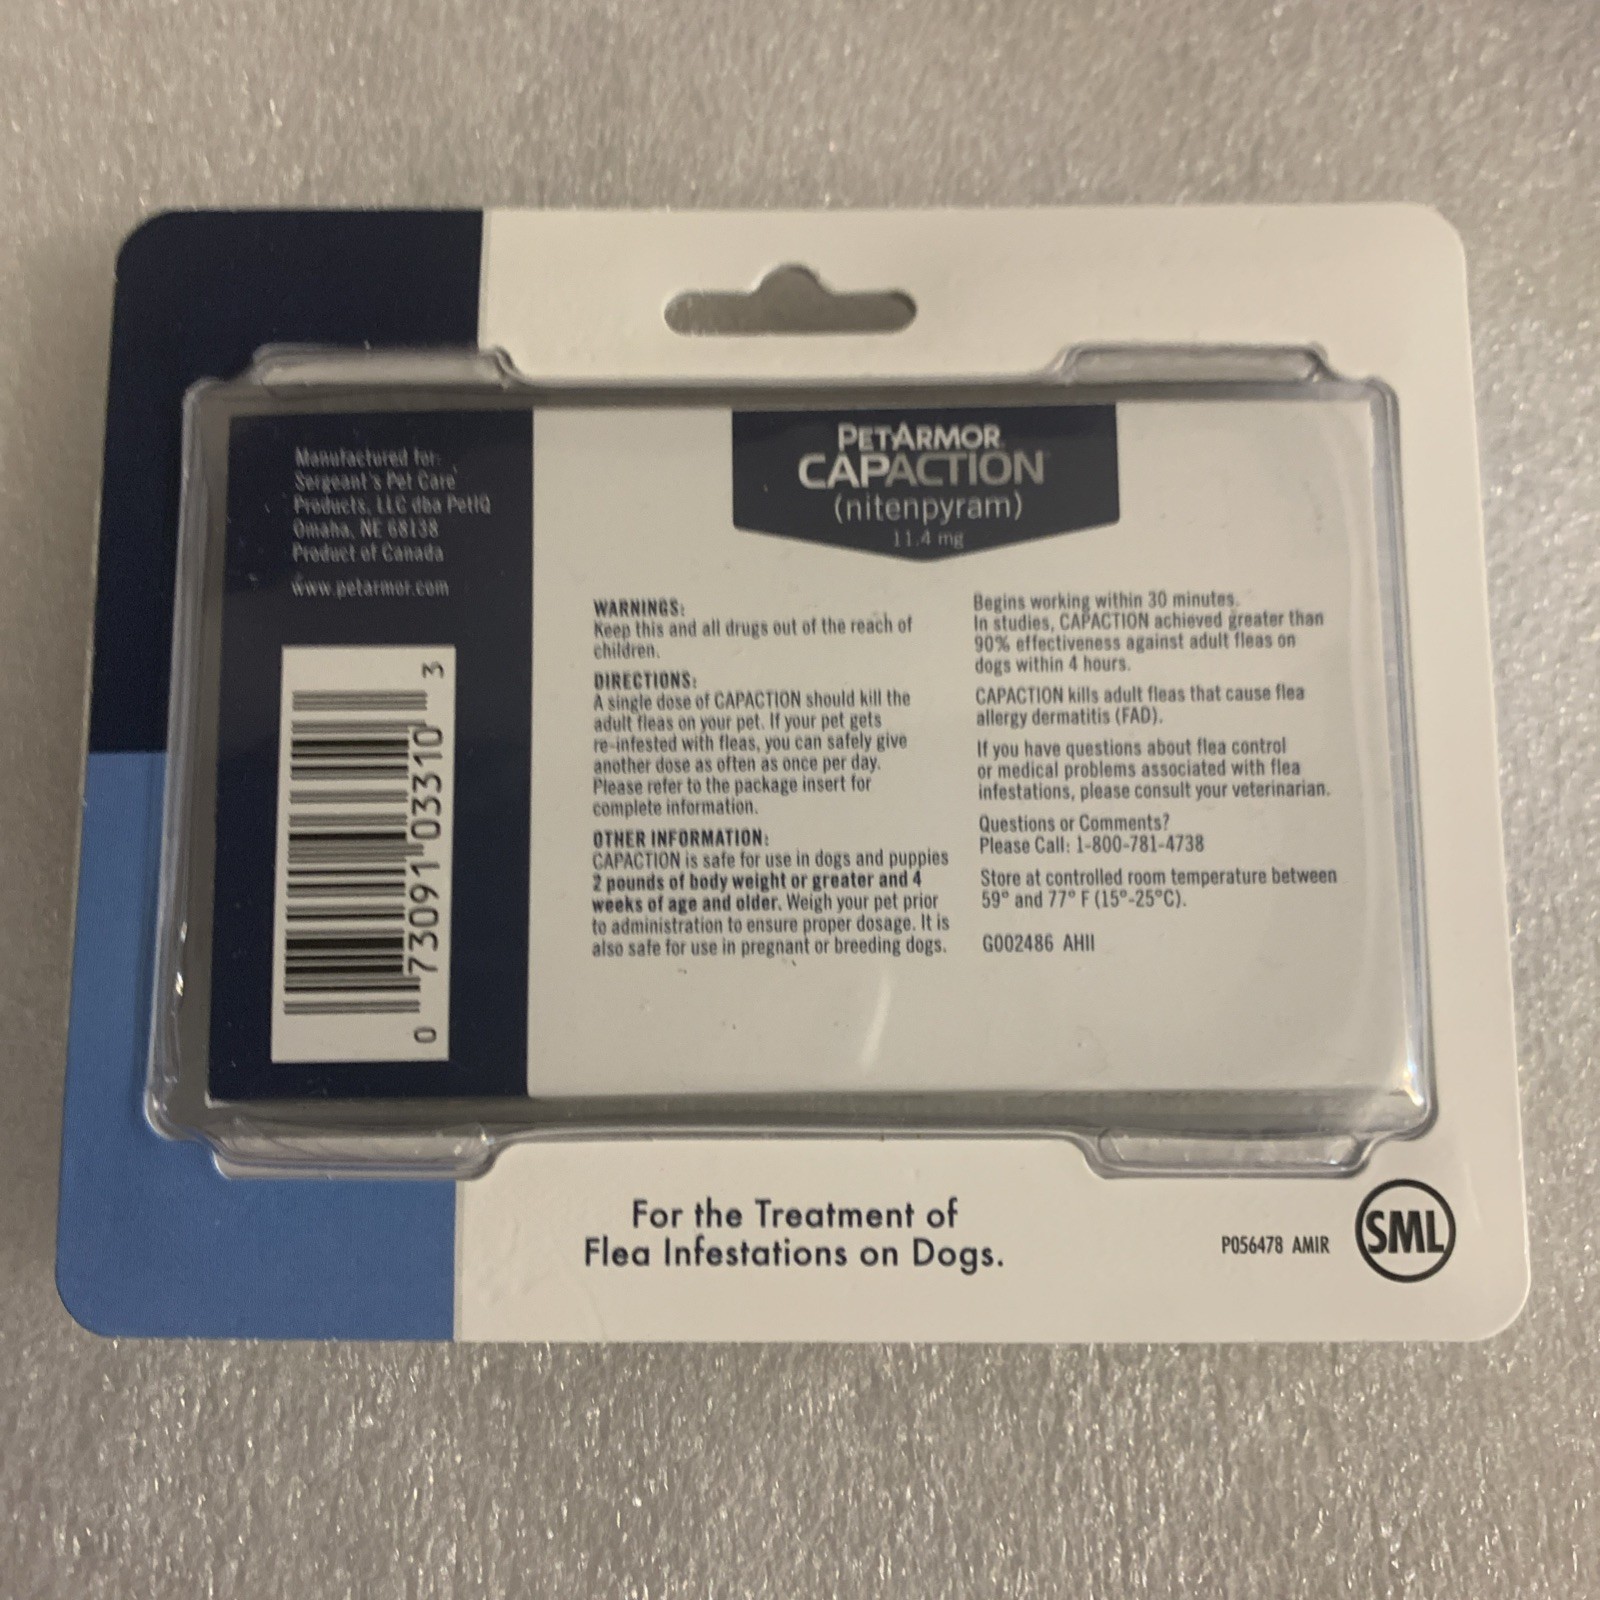 Manufactured for:
Sergeant's Pet Care
Products, LLC dba PetIQ
Omaha, NE 68138
Product of Canada
www.petarmor.com
0 73091 03310 3
PETARMOR
CAPACTION
(nitenpyram)
11.4 mg
WARNINGS:
Keep this and all drugs out of the reach of
children.
DIRECTIONS:
A single dose of CAPACTION should kill the
adult fleas on your pet. If your pet gets
re-infested with fleas, you can safely give
another dose as often as once per day.
Please refer to the package insert for
complete information.
OTHER INFORMATION:
CAPACTION is safe for use in dogs and puppies
2 pounds of body weight or greater and 4
weeks of age and older. Weigh your pet prior
to administration to ensure proper dosage. It is
also safe for use in pregnant or breeding dogs.
Begins working within 30 minutes.
In studies, CAPACTION achieved greater than
90% effectiveness against adult fleas on
dogs within 4 hours.
CAPACTION kills adult fleas that cause flea
allergy dermatitis (FAD).
If you have questions about flea control
or medical problems associated with flea
infestations, please consult your veterinarian.
Questions or Comments?
Please Call: 1-800-781-4738
Store at controlled room temperature between
59° and 77° F (15°-25°C).
G002486 AHII
For the Treatment of
Flea Infestations on Dogs.
P056478 AMIR
SML